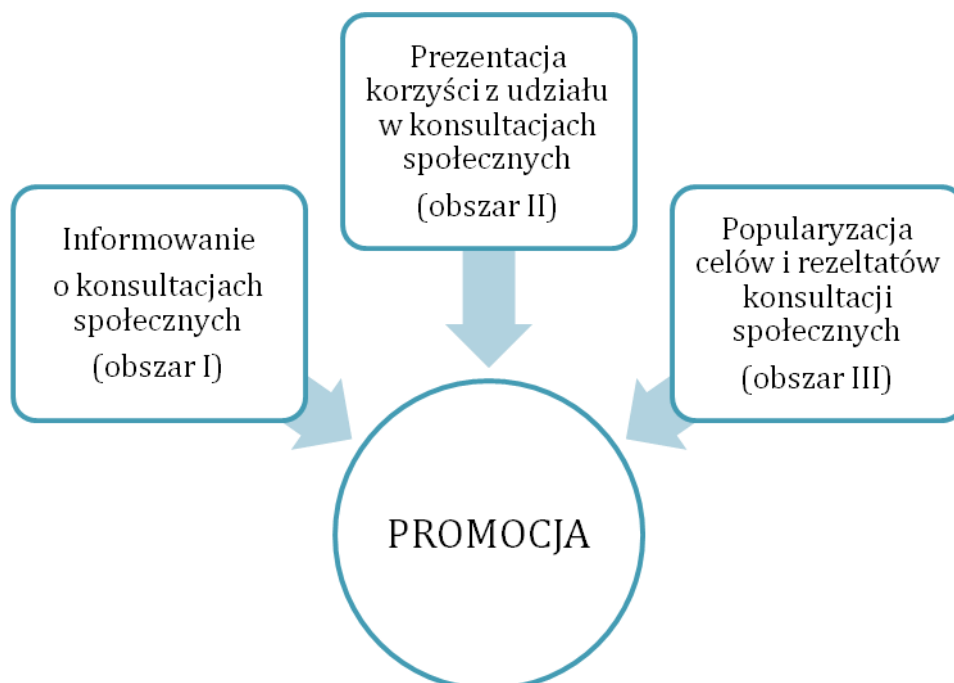 Informowanie
o konsultacjach
społecznych
(obszar I)
Prezentacja
korzyści z udziału
w konsultacjach
społecznych
(obszar II)
Popularyzacja
celów i rezeltatów
konsultacji
społecznych
(obszar III)
PROMOCJA